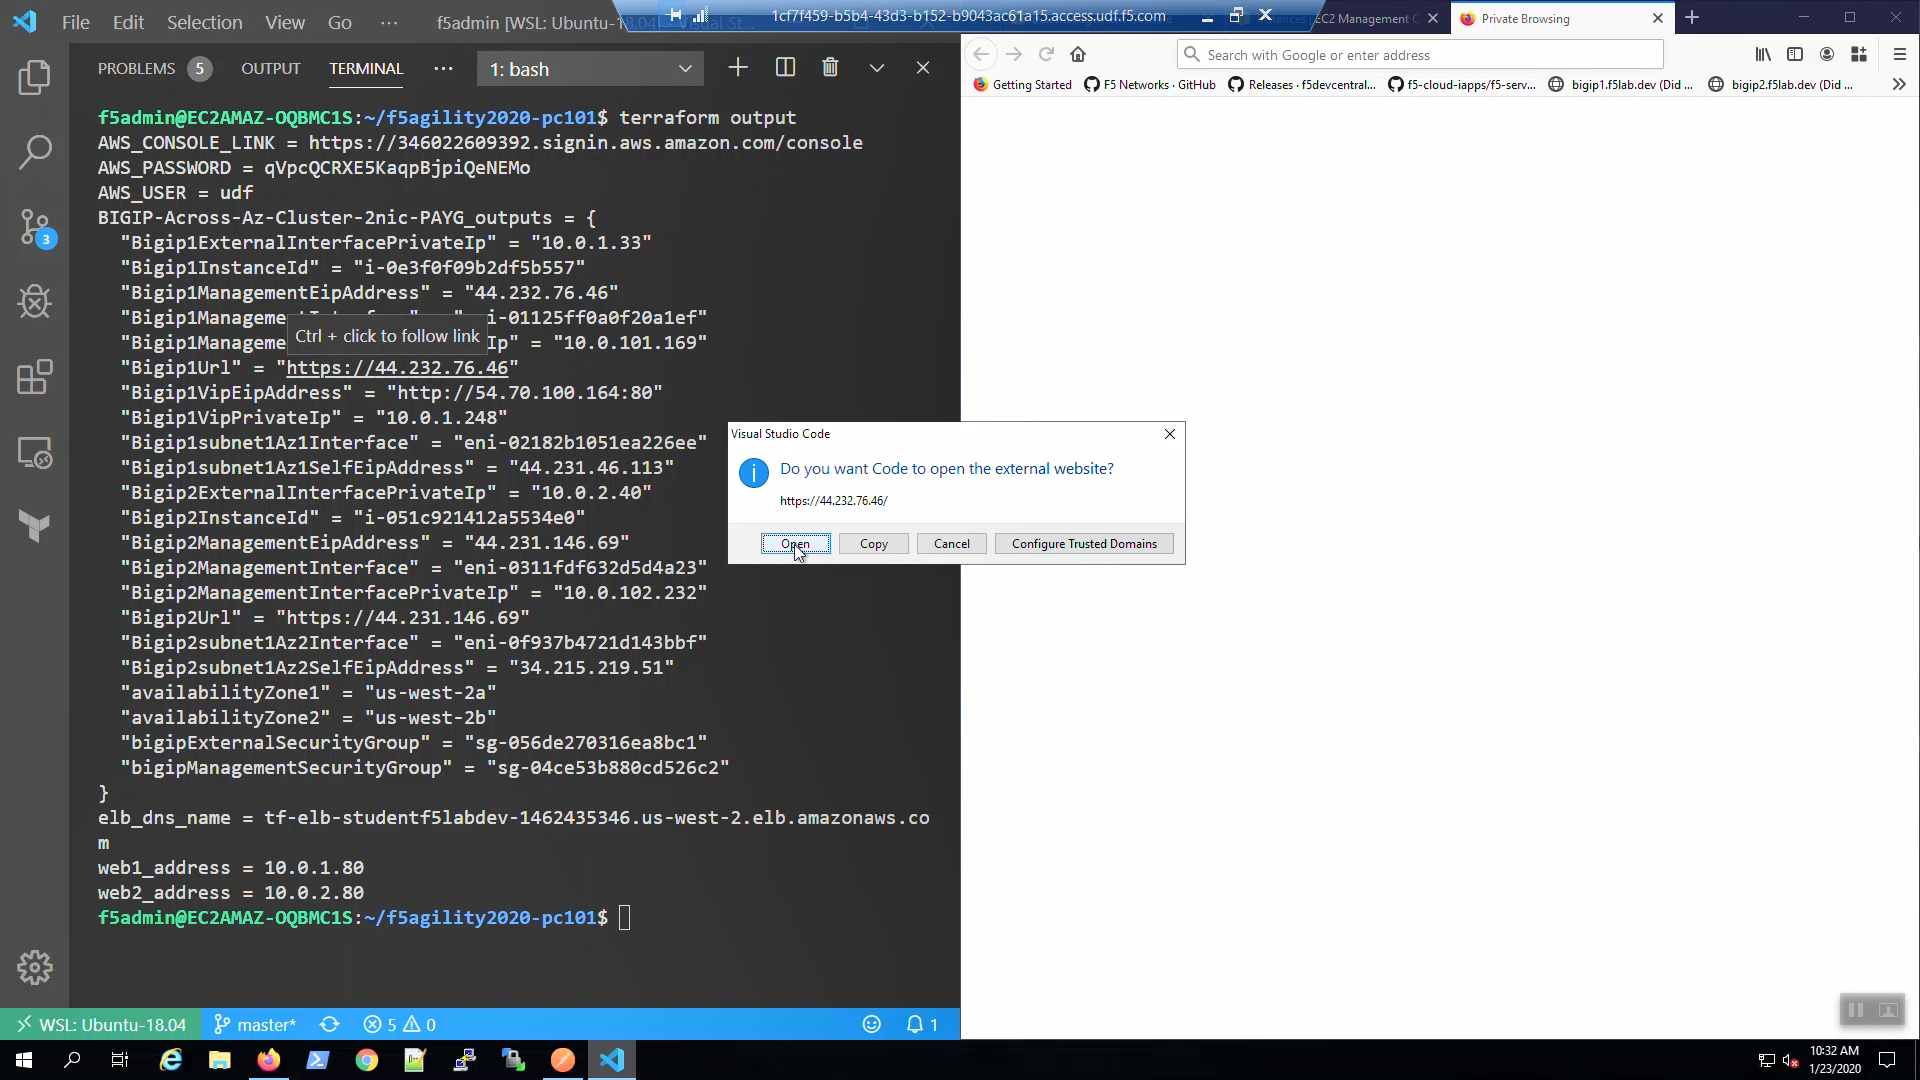 File Edit Selection View Go ··· f5admin [WSL: Ubuntu-18.04
1cf7f459-b5b4-43d3-b152-b9043ac61a15.access.udf.f5.com
EC2 Management
Private Browsing
PROBLEMS 5 OUTPUT TERMINAL ··· 1: bash
Search with Google or enter address
Getting Started F5 Networks · GitHub Releases · f5devcentral... f5-cloud-iapps/f5-serv... bigip1.f5lab.dev (Did ... bigip2.f5lab.dev (Did ...
f5admin@EC2AMAZ-OQBMC1S:~/f5agility2020-pc101$ terraform output
AWS_CONSOLE_LINK = https://346022609392.signin.aws.amazon.com/console
AWS_PASSWORD = qVpcQCRXE5KaqpBjpiQeNEMo
AWS_USER = udf
BIGIP-Across-Az-Cluster-2nic-PAYG_outputs = {
"Bigip1ExternalInterfacePrivateIp" = "10.0.1.33"
"Bigip1InstanceId" = "i-0e3f0f09b2df5b557"
"Bigip1ManagementEipAddress" = "44.232.76.46"
"Bigip1Manageme i-01125ff0a0f20a1ef"
Ctrl + click to follow link
"Bigip1Manageme Ip" = "10.0.101.169"
"Bigip1Url" = "https://44.232.76.46"
"Bigip1VipEipAddress" = "http://54.70.100.164:80"
"Bigip1VipPrivateIp" = "10.0.1.248"
"Bigip1subnet1Az1Interface" = "eni-02182b1051ea226ee"
"Bigip1subnet1Az1SelfEipAddress" = "44.231.46.113"
"Bigip2ExternalInterfacePrivateIp" = "10.0.2.40"
"Bigip2InstanceId" = "i-051c921412a5534e0"
"Bigip2ManagementEipAddress" = "44.231.146.69"
"Bigip2ManagementInterface" = "eni-0311fdf632d5d4a23"
"Bigip2ManagementInterfacePrivateIp" = "10.0.102.232"
"Bigip2Url" = "https://44.231.146.69"
"Bigip2subnet1Az2Interface" = "eni-0f937b4721d143bbf"
"Bigip2subnet1Az2SelfEipAddress" = "34.215.219.51"
"availabilityZone1" = "us-west-2a"
"availabilityZone2" = "us-west-2b"
"bigipExternalSecurityGroup" = "sg-056de270316ea8bc1"
"bigipManagementSecurityGroup" = "sg-04ce53b880cd526c2"
}
elb_dns_name = tf-elb-studentf5labdev-1462435346.us-west-2.elb.amazonaws.co
m
web1_address = 10.0.1.80
web2_address = 10.0.2.80
f5admin@EC2AMAZ-OQBMC1S:~/f5agility2020-pc101$
Visual Studio Code
Do you want Code to open the external website?
https://44.232.76.46/
Open Copy Cancel Configure Trusted Domains
3
WSL: Ubuntu-18.04 master* 5 0 1
10:32 AM
1/23/2020